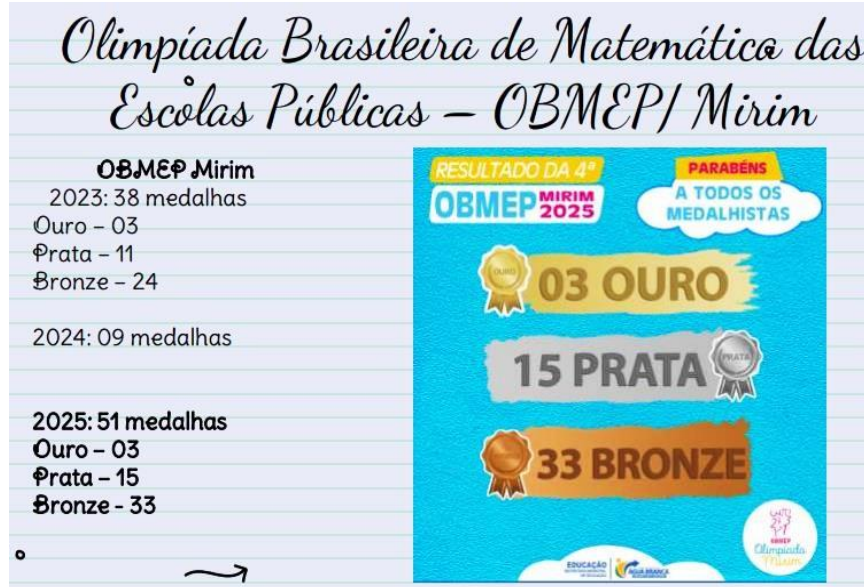 Olimpíada Brasileira de Matemática das
Escolas Públicas – OBMEP/ Mirim
OBMEP Mirim
2023: 38 medalhas
Ouro – 03
Prata – 11
Bronze – 24
2024: 09 medalhas
2025: 51 medalhas
Ouro – 03
Prata – 15
Bronze - 33
RESULTADO DA 4ª
OBMEP MIRIM 2025
PARABÉNS
A TODOS OS
MEDALHISTAS
OURO
03 OURO
15 PRATA
PRATA
33 BRONZE
OBMEP
Olimpíada
Mirim
EDUCAÇÃO
ÁGUA BRANCA